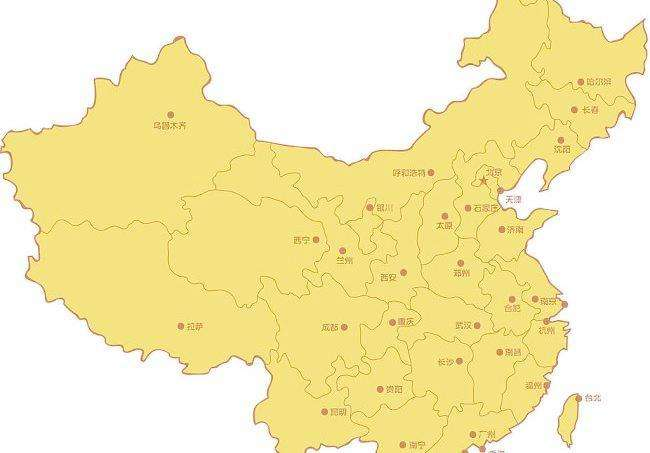 哈尔滨
长春
沈阳
乌鲁木齐
呼和浩特
北京
天津
银川
石家庄
太原
济南
西宁
兰州
西安
郑州
合肥
南京
杭州
拉萨
成都
重庆
武汉
南昌
长沙
福州
贵阳
台北
昆明
广州
南宁